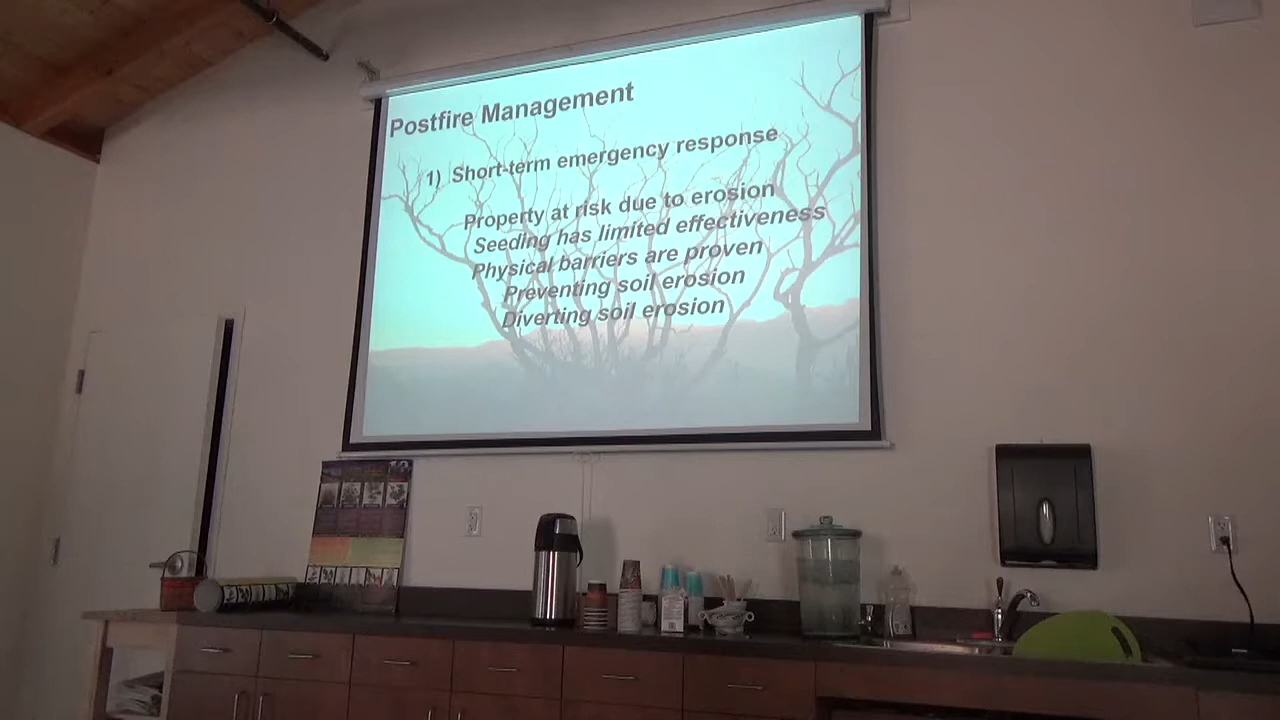 Postfire Management
1) Short-term emergency response
Property at risk due to erosion
Seeding has limited effectiveness
Physical barriers are proven
Preventing soil erosion
Diverting soil erosion